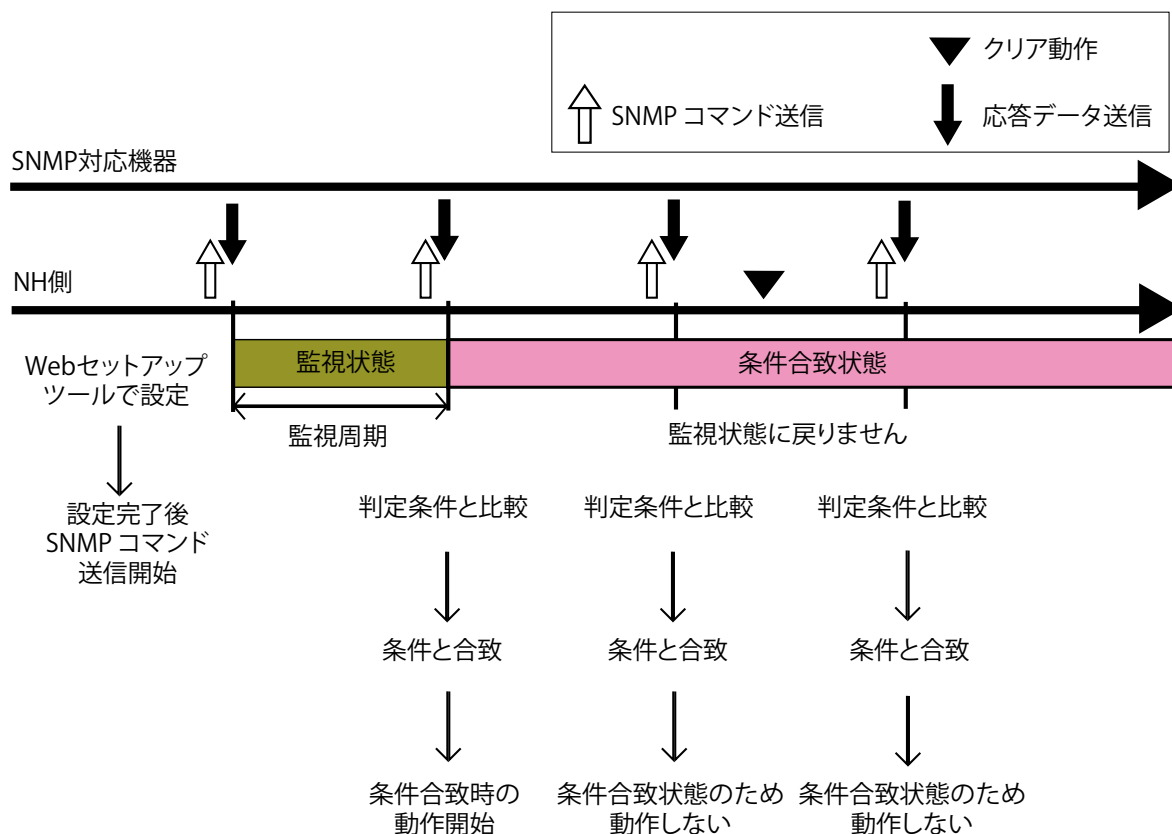 クリア動作
SNMP コマンド送信
応答データ送信
SNMP対応機器
NH側
Webセットアップ
ツールで設定
監視状態
条件合致状態
監視周期
監視状態に戻りません
設定完了後
SNMP コマンド
送信開始
判定条件と比較
判定条件と比較
判定条件と比較
条件と合致
条件と合致
条件と合致
条件合致時の
動作開始
条件合致状態のため
動作しない
条件合致状態のため
動作しない